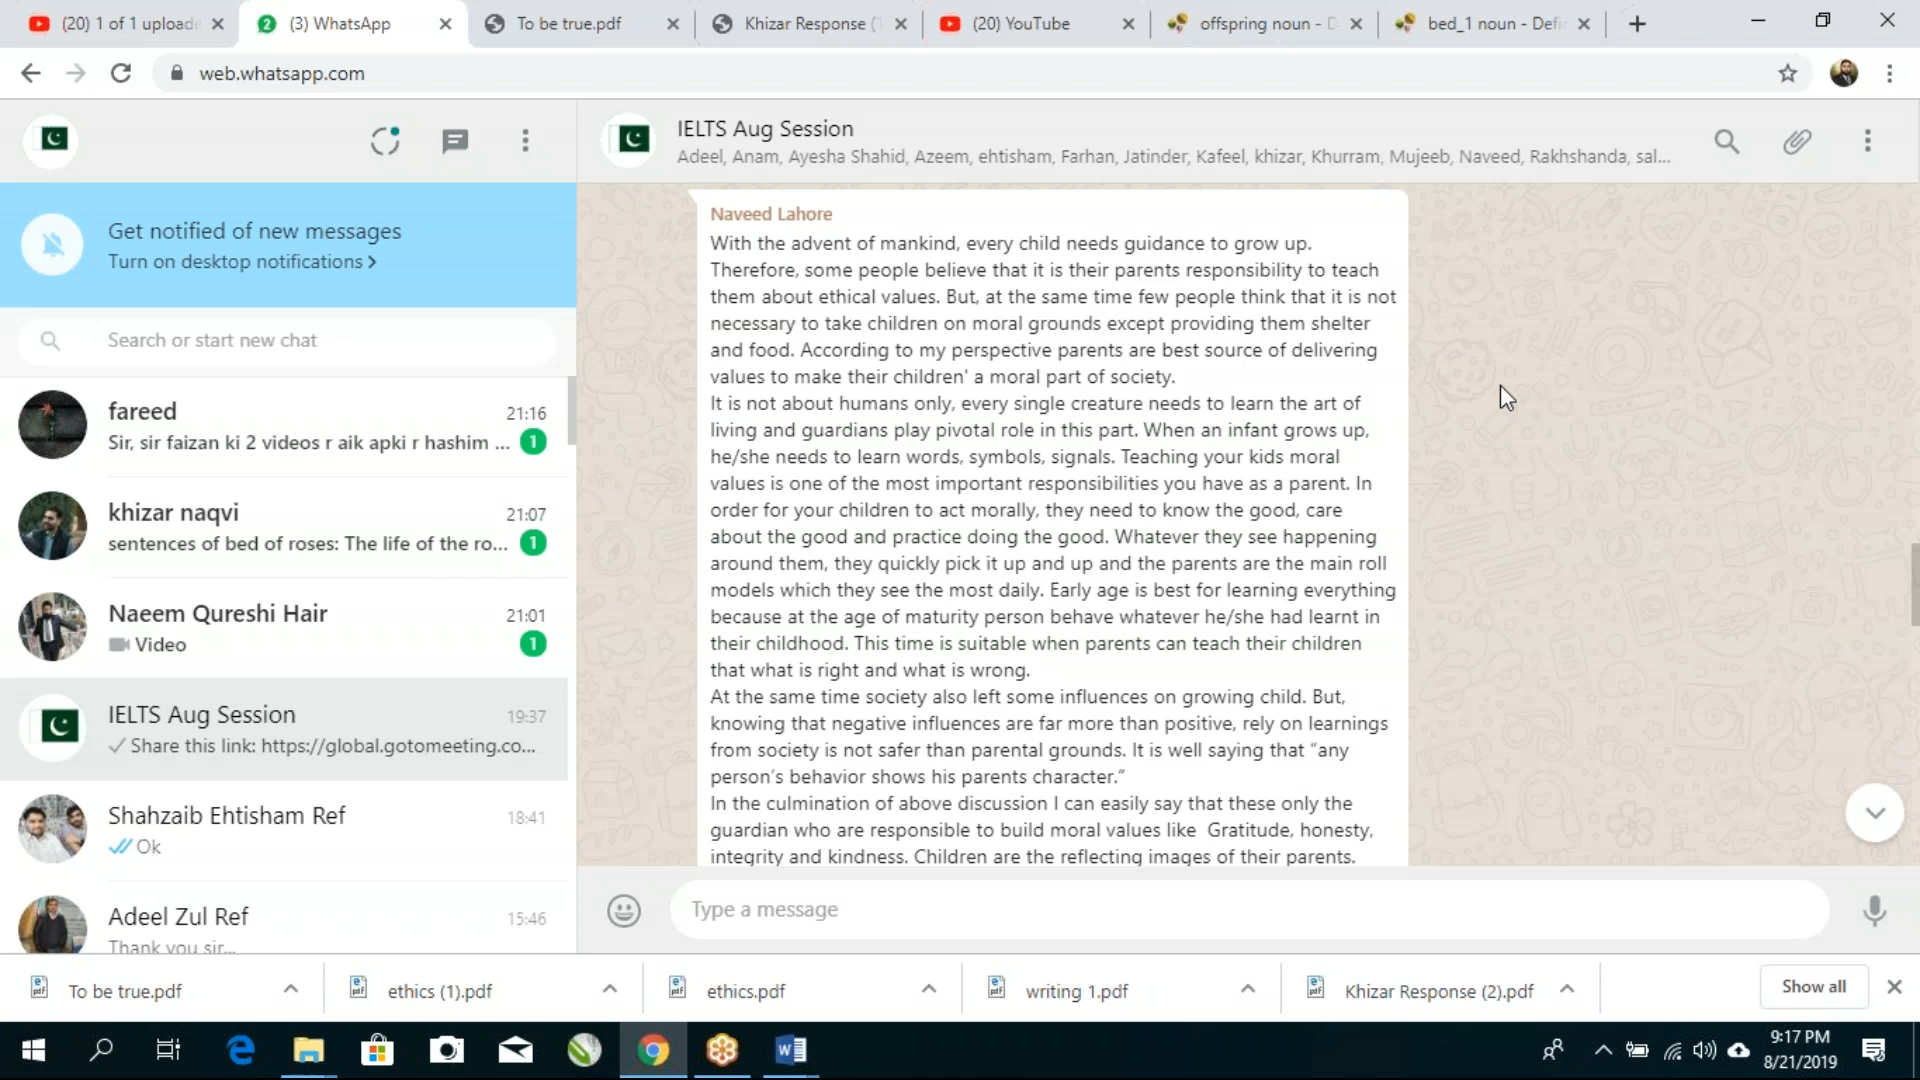 (20) 1 of 1 uploade
(3) WhatsApp
To be true.pdf
Khizar Response (1
(20) YouTube
offspring noun - D
bed_1 noun - Defi
web.whatsapp.com
IELTS Aug Session
Adeel, Anam, Ayesha Shahid, Azeem, ehtisham, Farhan, Jatinder, Kafeel, khizar, Khurram, Mujeeb, Naveed, Rakhshanda, sal...
Get notified of new messages
Turn on desktop notifications >
Search or start new chat
fareed
21:16
Sir, sir faizan ki 2 videos r aik apki r hashim ...
1
khizar naqvi
21:07
sentences of bed of roses: The life of the ro...
1
Naeem Qureshi Hair
21:01
Video
1
IELTS Aug Session
19:37
Share this link: https://global.gotomeeting.co...
Shahzaib Ehtisham Ref
18:41
Ok
Adeel Zul Ref
15:46
Thank you sir...
Naveed Lahore
With the advent of mankind, every child needs guidance to grow up.
Therefore, some people believe that it is their parents responsibility to teach
them about ethical values. But, at the same time few people think that it is not
necessary to take children on moral grounds except providing them shelter
and food. According to my perspective parents are best source of delivering
values to make their children' a moral part of society.
It is not about humans only, every single creature needs to learn the art of
living and guardians play pivotal role in this part. When an infant grows up,
he/she needs to learn words, symbols, signals. Teaching your kids moral
values is one of the most important responsibilities you have as a parent. In
order for your children to act morally, they need to know the good, care
about the good and practice doing the good. Whatever they see happening
around them, they quickly pick it up and up and the parents are the main roll
models which they see the most daily. Early age is best for learning everything
because at the age of maturity person behave whatever he/she had learnt in
their childhood. This time is suitable when parents can teach their children
that what is right and what is wrong.
At the same time society also left some influences on growing child. But,
knowing that negative influences are far more than positive, rely on learnings
from society is not safer than parental grounds. It is well saying that “any
person’s behavior shows his parents character.”
In the culmination of above discussion I can easily say that these only the
guardian who are responsible to build moral values like  Gratitude, honesty,
integrity and kindness. Children are the reflecting images of their parents.
Type a message
To be true.pdf
ethics (1).pdf
ethics.pdf
writing 1.pdf
Khizar Response (2).pdf
Show all
9:17 PM
8/21/2019